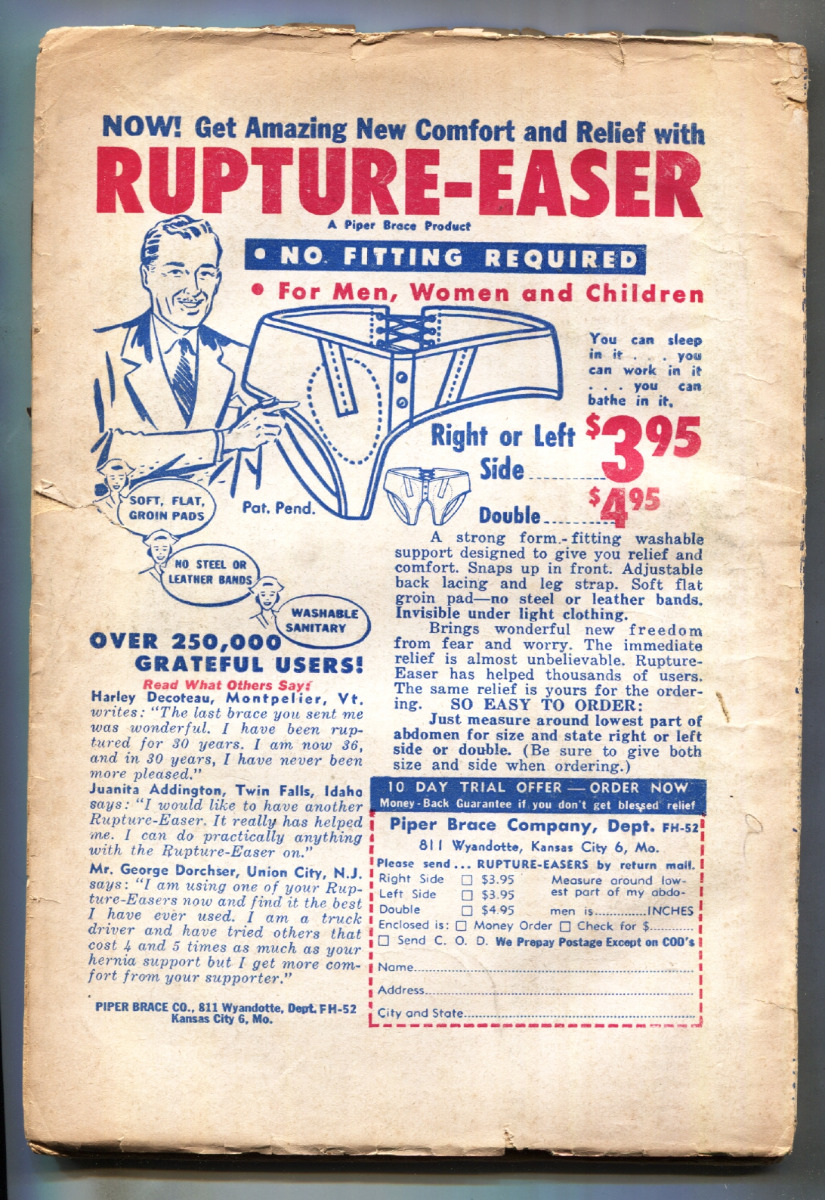 NOW! Get Amazing New Comfort and Relief with
RUPTURE-EASER
A Piper Brace Product
• NO FITTING REQUIRED
• For Men, Women and Children
You can sleep
in it . . . you
can work in it
. . . you can
bathe in it.
Right or Left
Side........ $3.95
Double........ $4.95
Pat. Pend.
SOFT, FLAT,
GROIN PADS
NO STEEL OR
LEATHER BANDS
WASHABLE
SANITARY
OVER 250,000
GRATEFUL USERS!
Read What Others Say:
Harley Decoteau, Montpelier, Vt.
writes: "The last brace you sent me
was wonderful. I have been rup-
tured for 30 years. I am now 36,
and in 30 years, I have never been
more pleased."
Juanita Addington, Twin Falls, Idaho
says: "I would like to have another
Rupture-Easer. It really has helped
me. I can do practically anything
with the Rupture-Easer on."
Mr. George Dorchser, Union City, N.J.
says: "I am using one of your Rup-
ture-Easers now and find it the best
I have ever used. I am a truck
driver and have tried others that
cost 4 and 5 times as much as your
hernia support but I get more com-
fort from your supporter."
PIPER BRACE CO., 811 Wyandotte, Dept. FH-52
Kansas City 6, Mo.
A strong form-fitting washable
support designed to give you relief and
comfort. Snaps up in front. Adjustable
back lacing and leg strap. Soft flat
groin pad—no steel or leather bands.
Invisible under light clothing.
Brings wonderful new freedom
from fear and worry. The immediate
relief is almost unbelievable. Rupture-
Easer has helped thousands of users.
The same relief is yours for the order-
ing. SO EASY TO ORDER:
Just measure around lowest part of
abdomen for size and state right or left
side or double. (Be sure to give both
size and side when ordering.)
10 DAY TRIAL OFFER — ORDER NOW
Money-Back Guarantee if you don't get blessed relief
Piper Brace Company, Dept. FH-52
811 Wyandotte, Kansas City 6, Mo.
Please send ... RUPTURE-EASERS by return mail.
Right Side □ $3.95 Measure around low-
Left Side □ $3.95 est part of my abdo-
Double □ $4.95 men is............INCHES
Enclosed is: □ Money Order □ Check for $..........
□ Send C. O. D. We Prepay Postage Except on COD's
Name........
Address........
City and State........